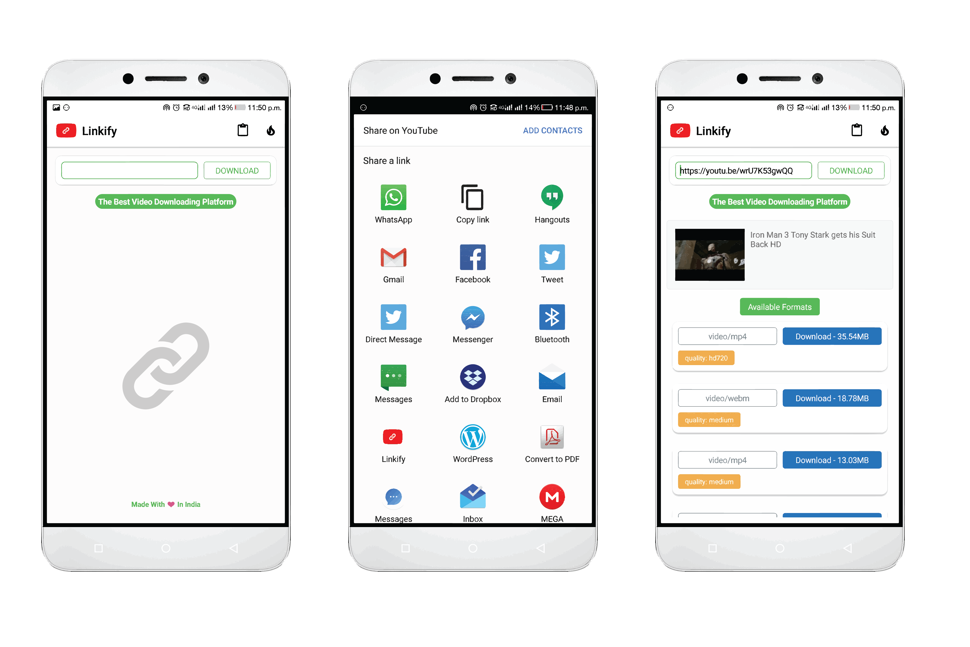 13% 11:50 p.m.
Linkify
DOWNLOAD
The Best Video Downloading Platform
Made With In India
14% 11:48 p.m.
Share on YouTube ADD CONTACTS
Share a link
WhatsApp Copy link Hangouts
Gmail Facebook Tweet
Direct Message Messenger Bluetooth
Messages Add to Dropbox Email
Linkify WordPress Convert to PDF
Messages Inbox MEGA
13% 11:50 p.m.
Linkify
https://youtu.be/wrU7K53gwQQ DOWNLOAD
The Best Video Downloading Platform
Iron Man 3 Tony Stark gets his Suit
Back HD
Available Formats
video/mp4 Download - 35.54MB
quality: hd720
video/webm Download - 18.78MB
quality: medium
video/mp4 Download - 13.03MB
quality: medium